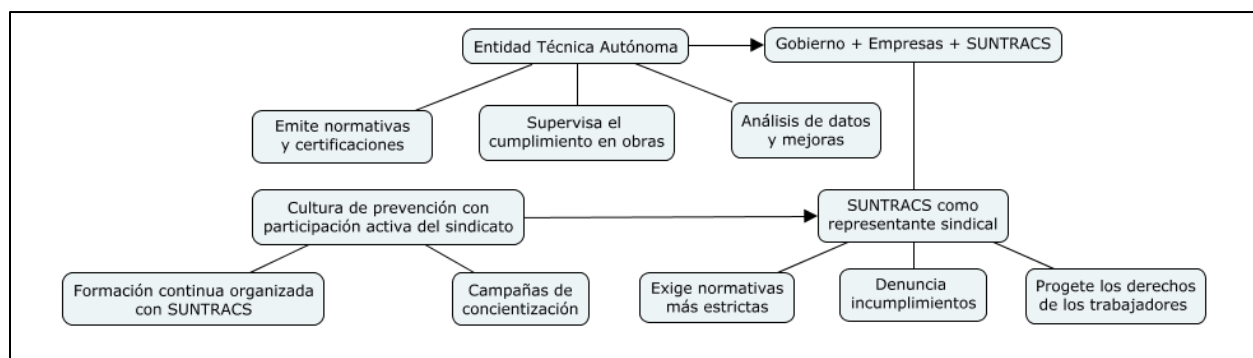 Entidad Técnica Autónoma
Gobierno + Empresas + SUNTRACS
Emite normativas
y certificaciones
Supervisa el
cumplimiento en obras
Análisis de datos
y mejoras
Cultura de prevención con
participación activa del sindicato
SUNTRACS como
representante sindical
Formación continua organizada
con SUNTRACS
Campañas de
concientización
Exige normativas
más estrictas
Denuncia
incumplimientos
Progete los derechos
de los trabajadores